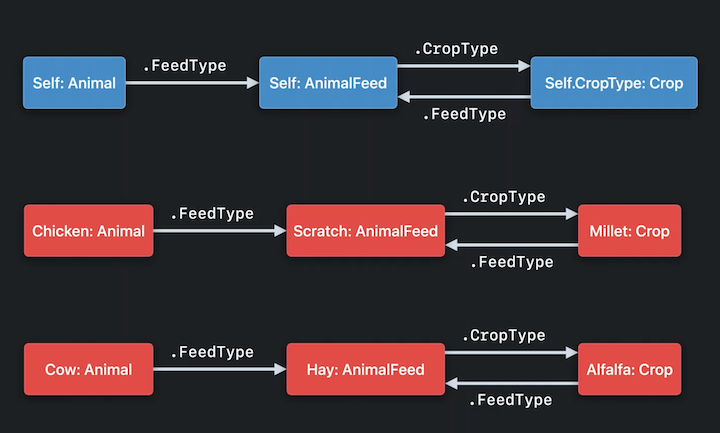 .FeedType
.CropType
Self: Animal
Self: AnimalFeed
Self.CropType: Crop
.FeedType
.FeedType
.CropType
Chicken: Animal
Scratch: AnimalFeed
Millet: Crop
.FeedType
.FeedType
.CropType
Cow: Animal
Hay: AnimalFeed
Alfalfa: Crop
.FeedType